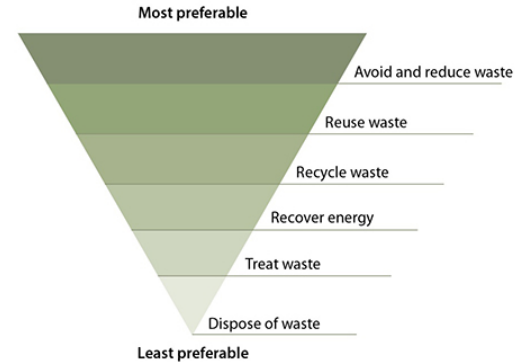 Most preferable
Avoid and reduce waste
Reuse waste
Recycle waste
Recover energy
Treat waste
Dispose of waste
Least preferable